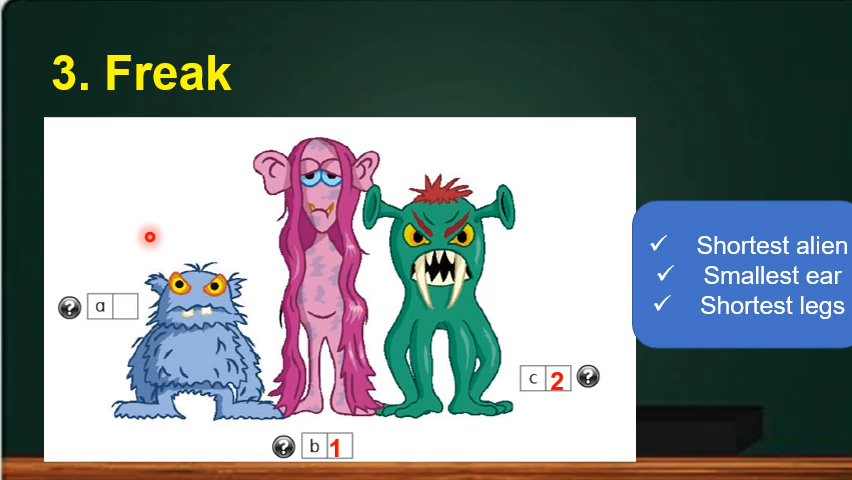 3. Freak
? a
c 2 ?
? b 1
✓ Shortest alien
✓ Smallest ear
✓ Shortest legs